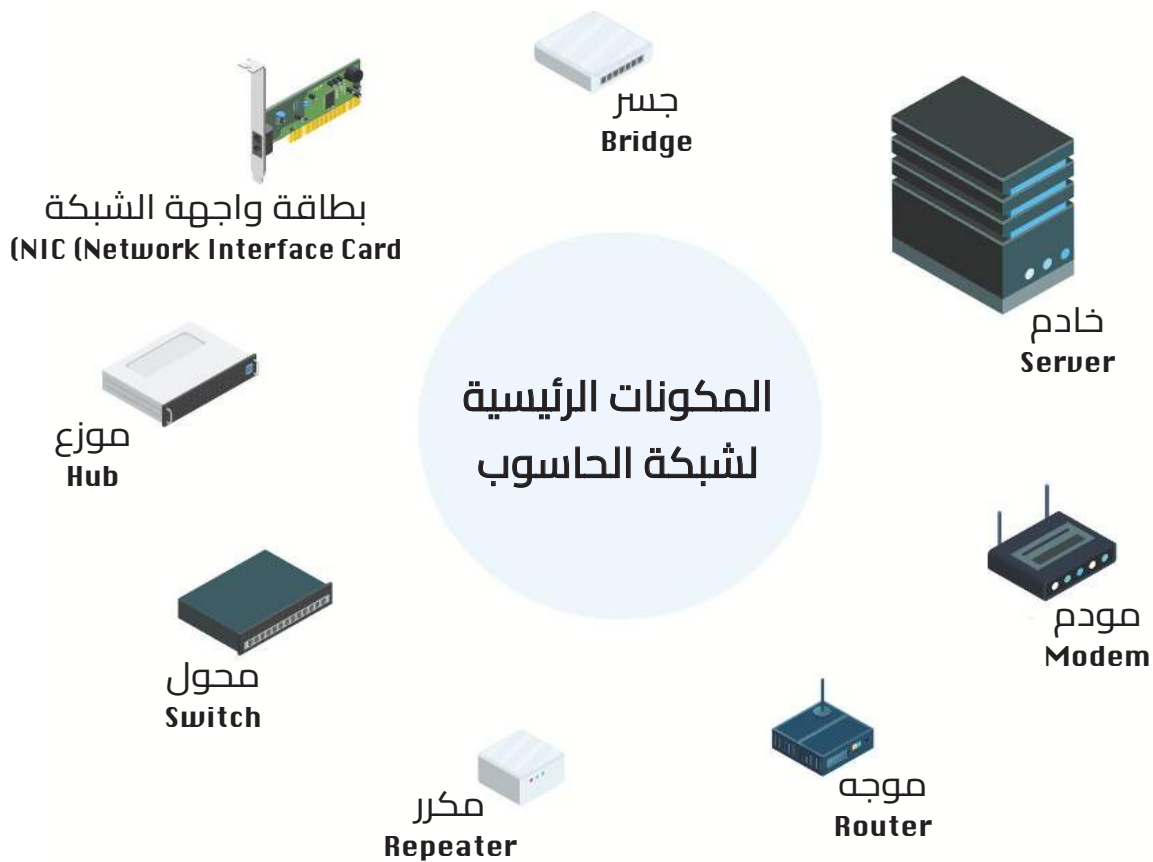 المكونات الرئيسية
لشبكة الحاسوب
جسر
Bridge
خادم
Server
مودم
Modem
موجه
Router
مكرر
Repeater
محول
Switch
موزع
Hub
بطاقة واجهة الشبكة
(NIC (Network Interface Card